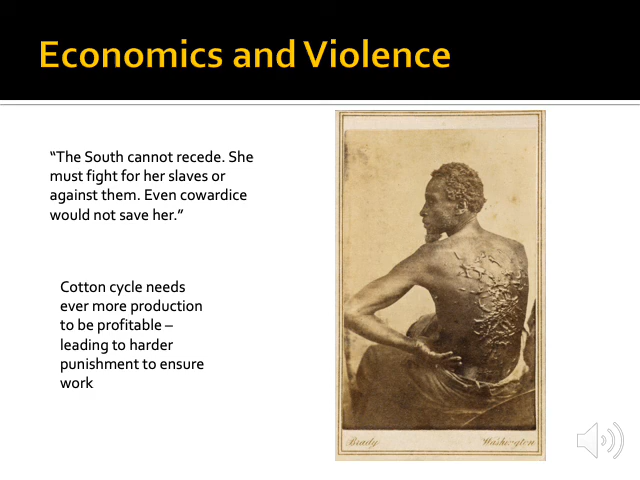 Economics and Violence
“The South cannot recede. She
must fight for her slaves or
against them. Even cowardice
would not save her.”
Cotton cycle needs
ever more production
to be profitable –
leading to harder
punishment to ensure
work
Brady Washington